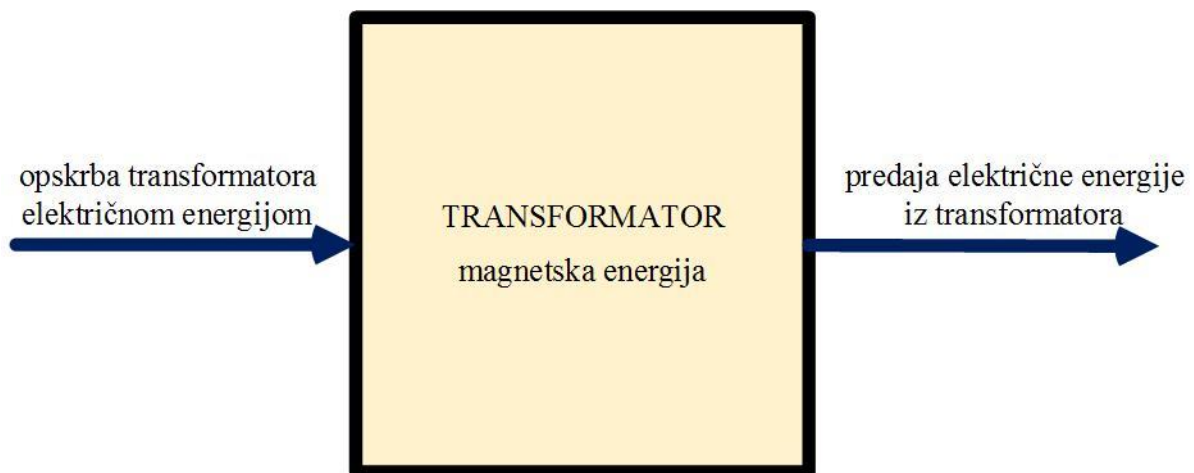 opskrba transformatora
električnom energijom
TRANSFORMATOR
magnetska energija
predaja električne energije
iz transformatora